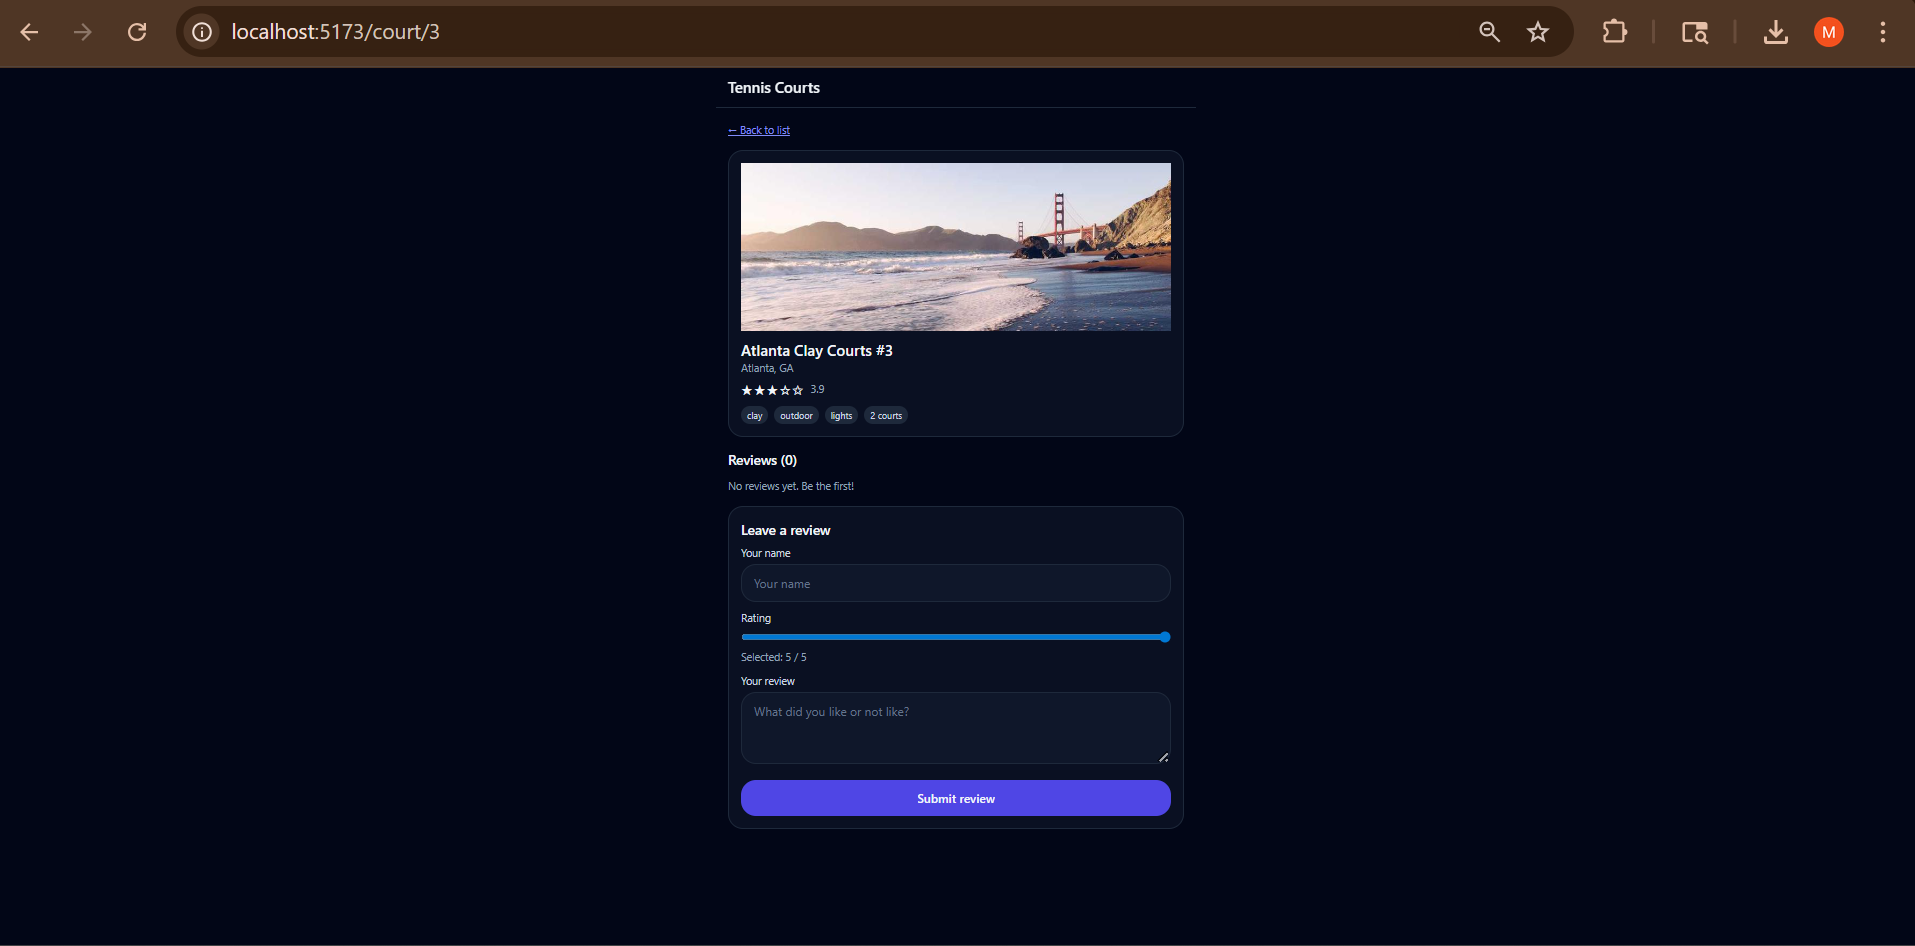 localhost:5173/court/3
M
Tennis Courts
← Back to list
Atlanta Clay Courts #3
Atlanta, GA
★★★☆☆ 3.9
clay outdoor lights 2 courts
Reviews (0)
No reviews yet. Be the first!
Leave a review
Your name
Your name
Rating
Selected: 5 / 5
Your review
What did you like or not like?
Submit review